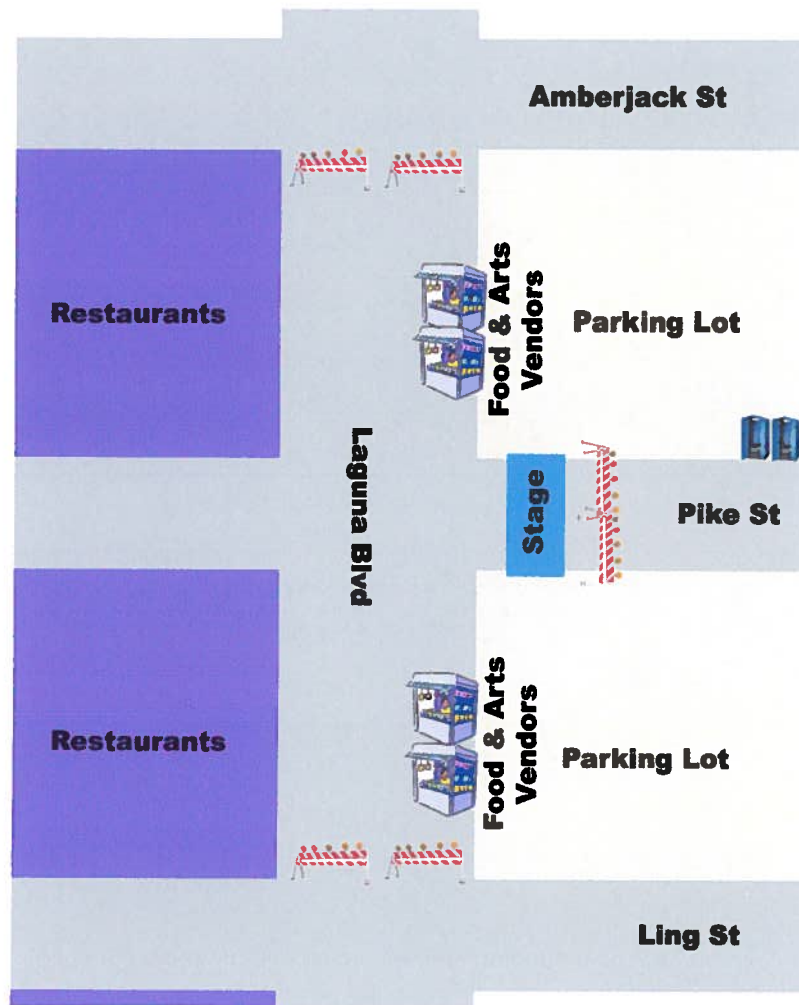 Amberjack St
Restaurants
Food & Arts
Vendors
Parking Lot
Laguna Blvd
Stage
Pike St
Restaurants
Food & Arts
Vendors
Parking Lot
Ling St